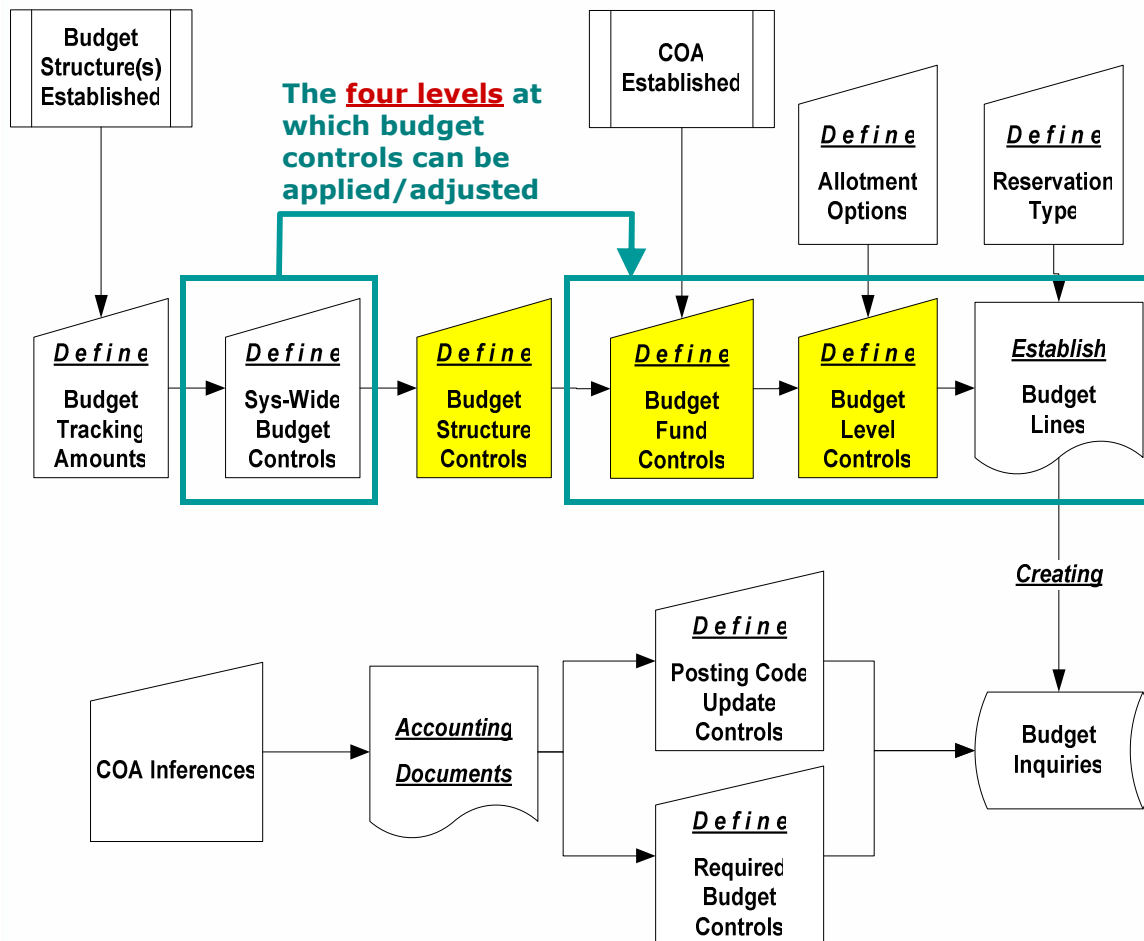 Budget
Structure(s)
Established
COA
Established
The four levels at
which budget
controls can be
applied/adjusted
Define
Allotment
Options
Define
Reservation
Type
Define
Budget
Tracking
Amounts
Define
Sys-Wide
Budget
Controls
Define
Budget
Structure
Controls
Define
Budget
Fund
Controls
Define
Budget
Level
Controls
Establish
Budget
Lines
Creating
COA Inferences
Accounting
Documents
Define
Posting Code
Update
Controls
Define
Required
Budget
Controls
Budget
Inquiries